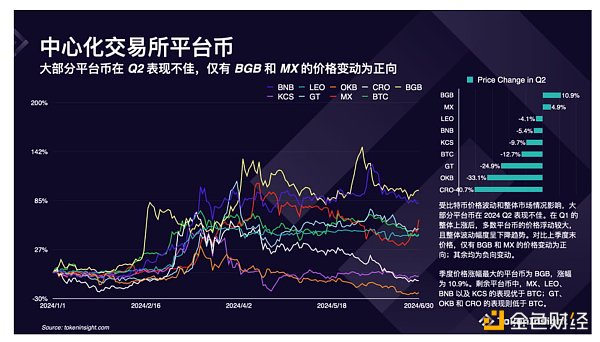 中心化交易所平台币
大部分平台币在 Q2 表现不佳，仅有 BGB 和 MX 的价格变动为正向
BNB LEO OKB CRO BGB
KCS GT MX BTC
200%
142%
85%
27%
-30%
2024/1/1 2024/2/16 2024/4/2 2024/5/18 2024/6/30
Price Change in Q2
BGB 10.9%
MX 4.9%
LEO -4.1%
BNB -5.4%
KCS -9.7%
BTC -12.7%
GT -24.9%
OKB -33.1%
CRO -40.7%
受比特币价格波动和整体市场情况影响，大
部分平台币在 2024 Q2 表现不佳。在 Q1 的
整体上涨后，多数平台币的价格浮动较大，
且整体波动幅度呈下降趋势。对比上季度末
价格，仅有 BGB 和 MX 的价格变动为正
向；其余均为负向变动。
季度价格涨幅最大的平台币为 BGB，涨幅
为 10.9%。剩余平台币中，MX、LEO、
BNB 以及 KCS 的表现优于 BTC；GT、
OKB 和 CRO 的表现则低于 BTC。
Source: tokeninsight.com
金色财经